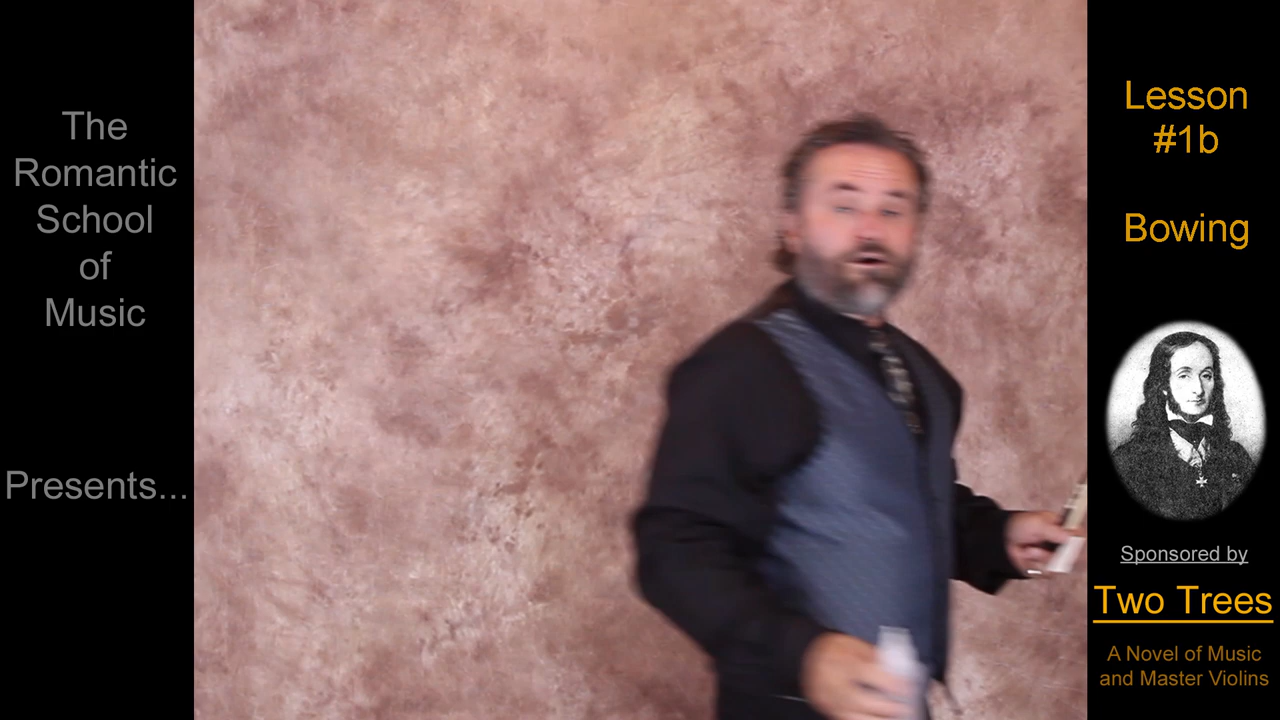 The
Romantic
School
of
Music
Presents...
Lesson
#1b
Bowing
Sponsored by
Two Trees
A Novel of Music
and Master Violins